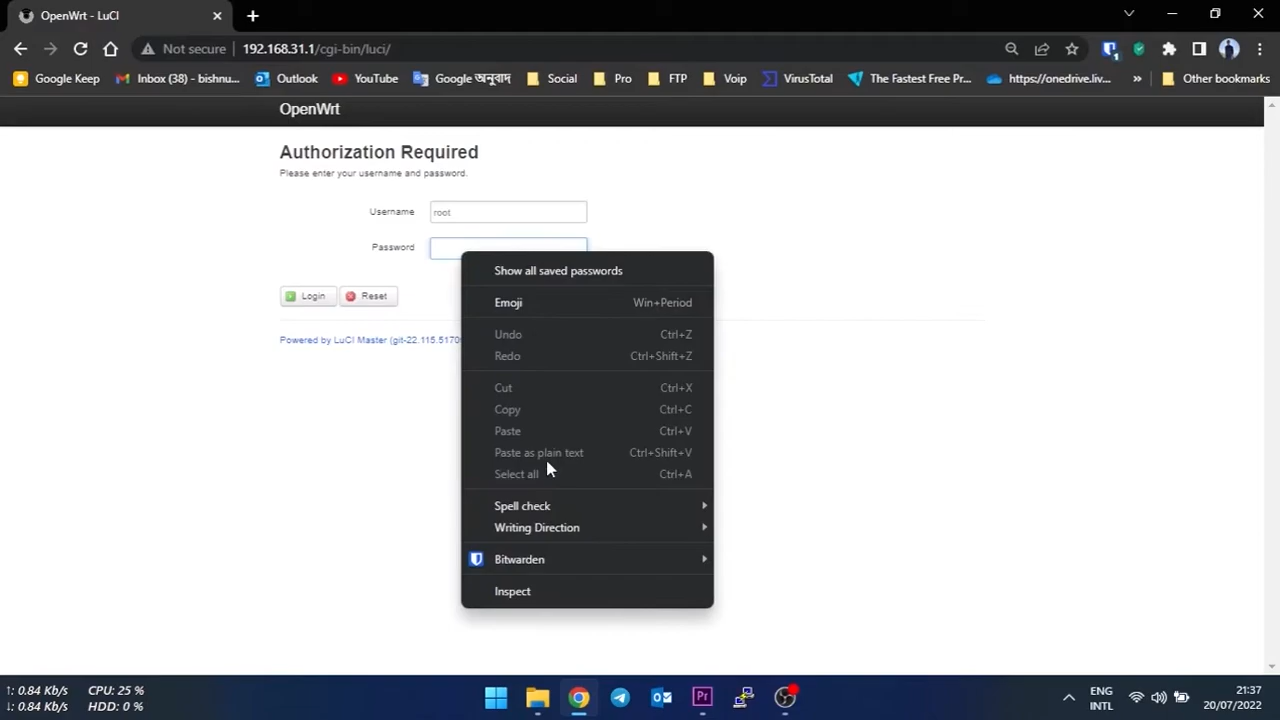 OpenWrt - LuCI
Not secure 192.168.31.1/cgi-bin/luci/
Google Keep Inbox (38) - bishnu... Outlook YouTube Google অনুবাদ Social Pro FTP Voip VirusTotal The Fastest Free Pr... https://onedrive.liv... » Other bookmarks
OpenWrt
Authorization Required
Please enter your username and password.
Username root
Password
Login Reset
Powered by LuCI Master (git-22.115.5170
Show all saved passwords
Emoji Win+Period
Undo Ctrl+Z
Redo Ctrl+Shift+Z
Cut Ctrl+X
Copy Ctrl+C
Paste Ctrl+V
Paste as plain text Ctrl+Shift+V
Select all Ctrl+A
Spell check
Writing Direction
Bitwarden
Inspect
↑: 0.84 Kb/s CPU: 25 %
↓: 0.84 Kb/s HDD: 0 %
Pr
ENG
INTL
21:37
20/07/2022